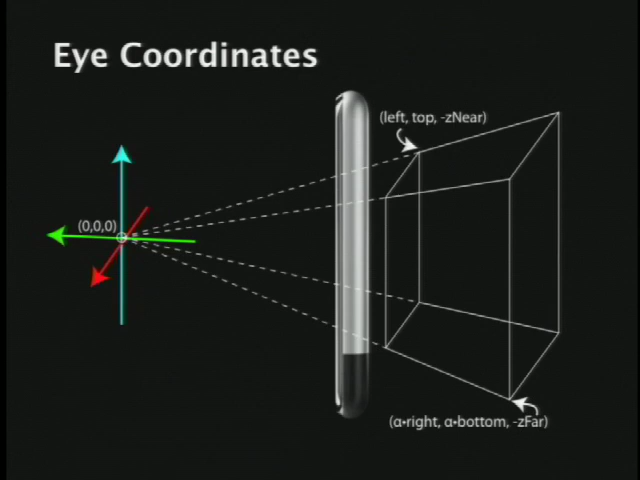 Eye Coordinates
(left, top, -zNear)
(0,0,0)
(α•right, α•bottom, -zFar)